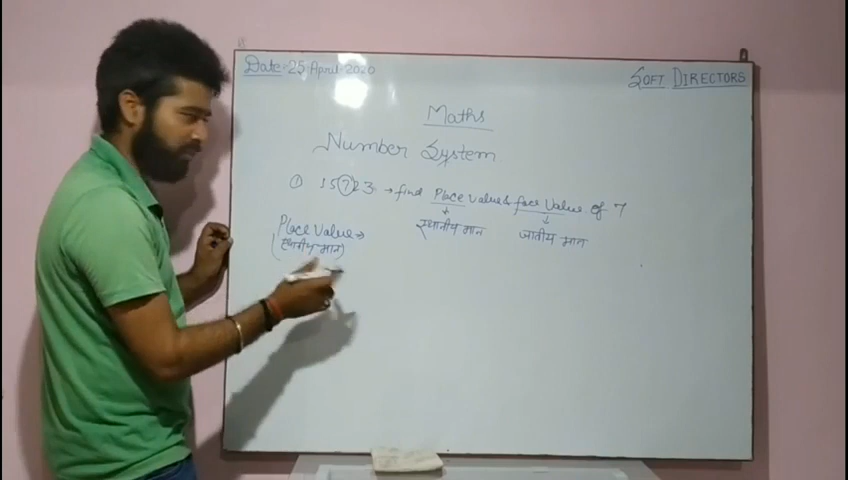 Date:- 25 April 2020
SOFT DIRECTORS
Maths
Number System
① 15723 → find Place Value & face Value of 7
स्थानीय मान जातीय मान
Place Value →
(स्थानीय मान)